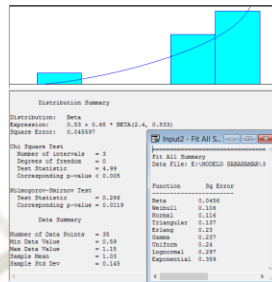 Distribution Summary
Distribution: Beta
Expression: 0.53 + 0.65 * BETA(2.4, 0.533)
Square Error: 0.045597
Chi Square Test
Number of intervals = 3
Degrees of freedom = 0
Test Statistic = 4.99
Corresponding p-value < 0.005
Kolmogorov-Smirnov Test
Test Statistic = 0.266
Corresponding p-value = 0.0119
Data Summary
Number of Data Points = 35
Min Data Value = 0.59
Max Data Value = 1.15
Sample Mean = 1.03
Sample Std Dev = 0.145
Input2 - Fit All S...
Fit All Summary
Data File: E:\MODELO
Function Sq Error
Beta 0.0456
Weibull 0.106
Normal 0.116
Triangular 0.137
Erlang 0.23
Gamma 0.237
Uniform 0.24
Lognormal 0.297
Exponential 0.359